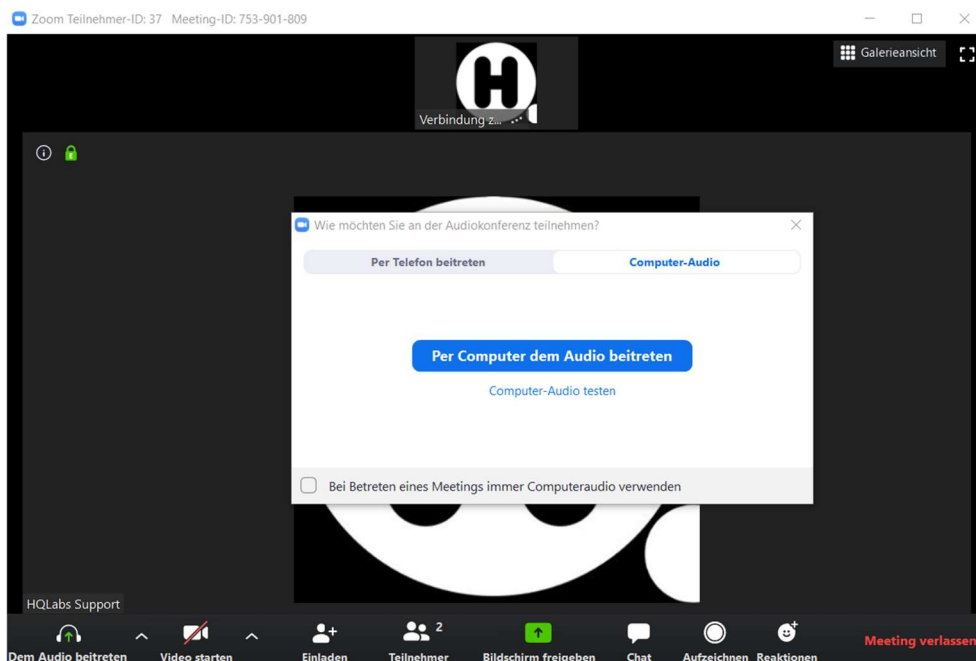 Zoom Teilnehmer-ID: 37 Meeting-ID: 753-901-809
Galerieansicht
H
Verbindung z... ...
Wie möchten Sie an der Audiokonferenz teilnehmen?
Per Telefon beitreten Computer-Audio
Per Computer dem Audio beitreten
Computer-Audio testen
Bei Betreten eines Meetings immer Computeraudio verwenden
HQLabs Support
2
Dem Audio beitreten Video starten Einladen Teilnehmer Bildschirm freigeben Chat Aufzeichnen Reaktionen Meeting verlassen